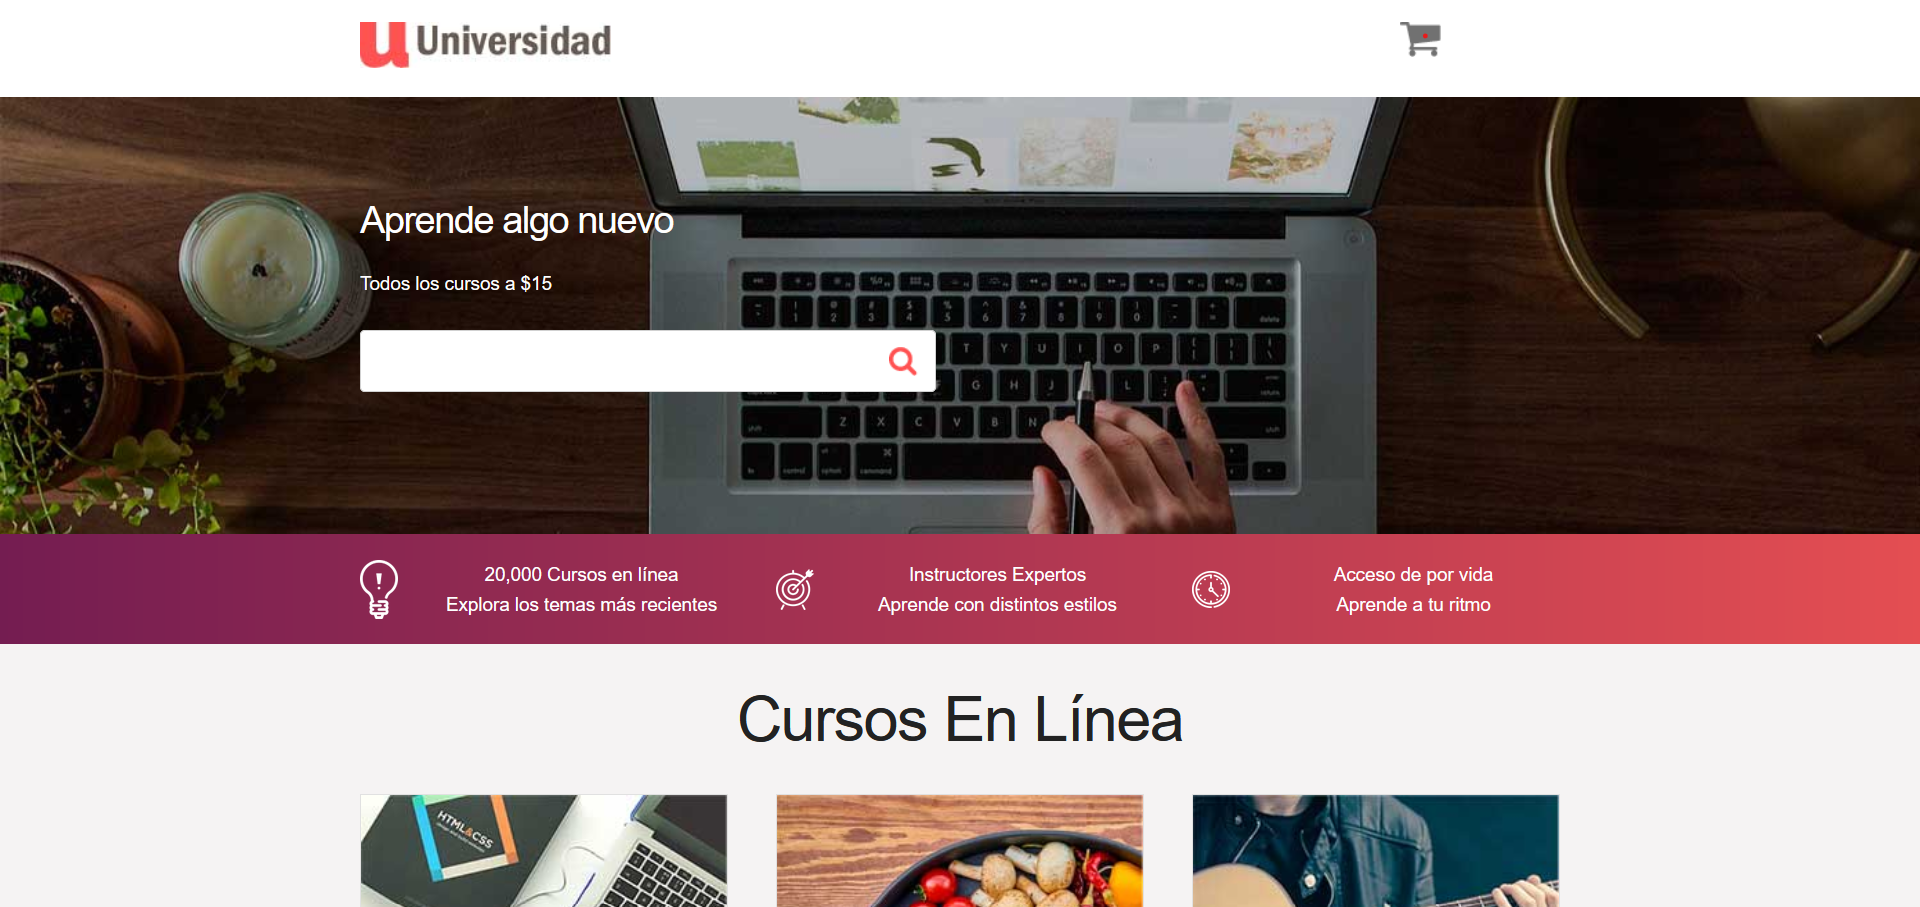 Universidad
Aprende algo nuevo
Todos los cursos a $15
20,000 Cursos en línea
Explora los temas más recientes
Instructores Expertos
Aprende con distintos estilos
Acceso de por vida
Aprende a tu ritmo
Cursos En Línea
HTML&CSS